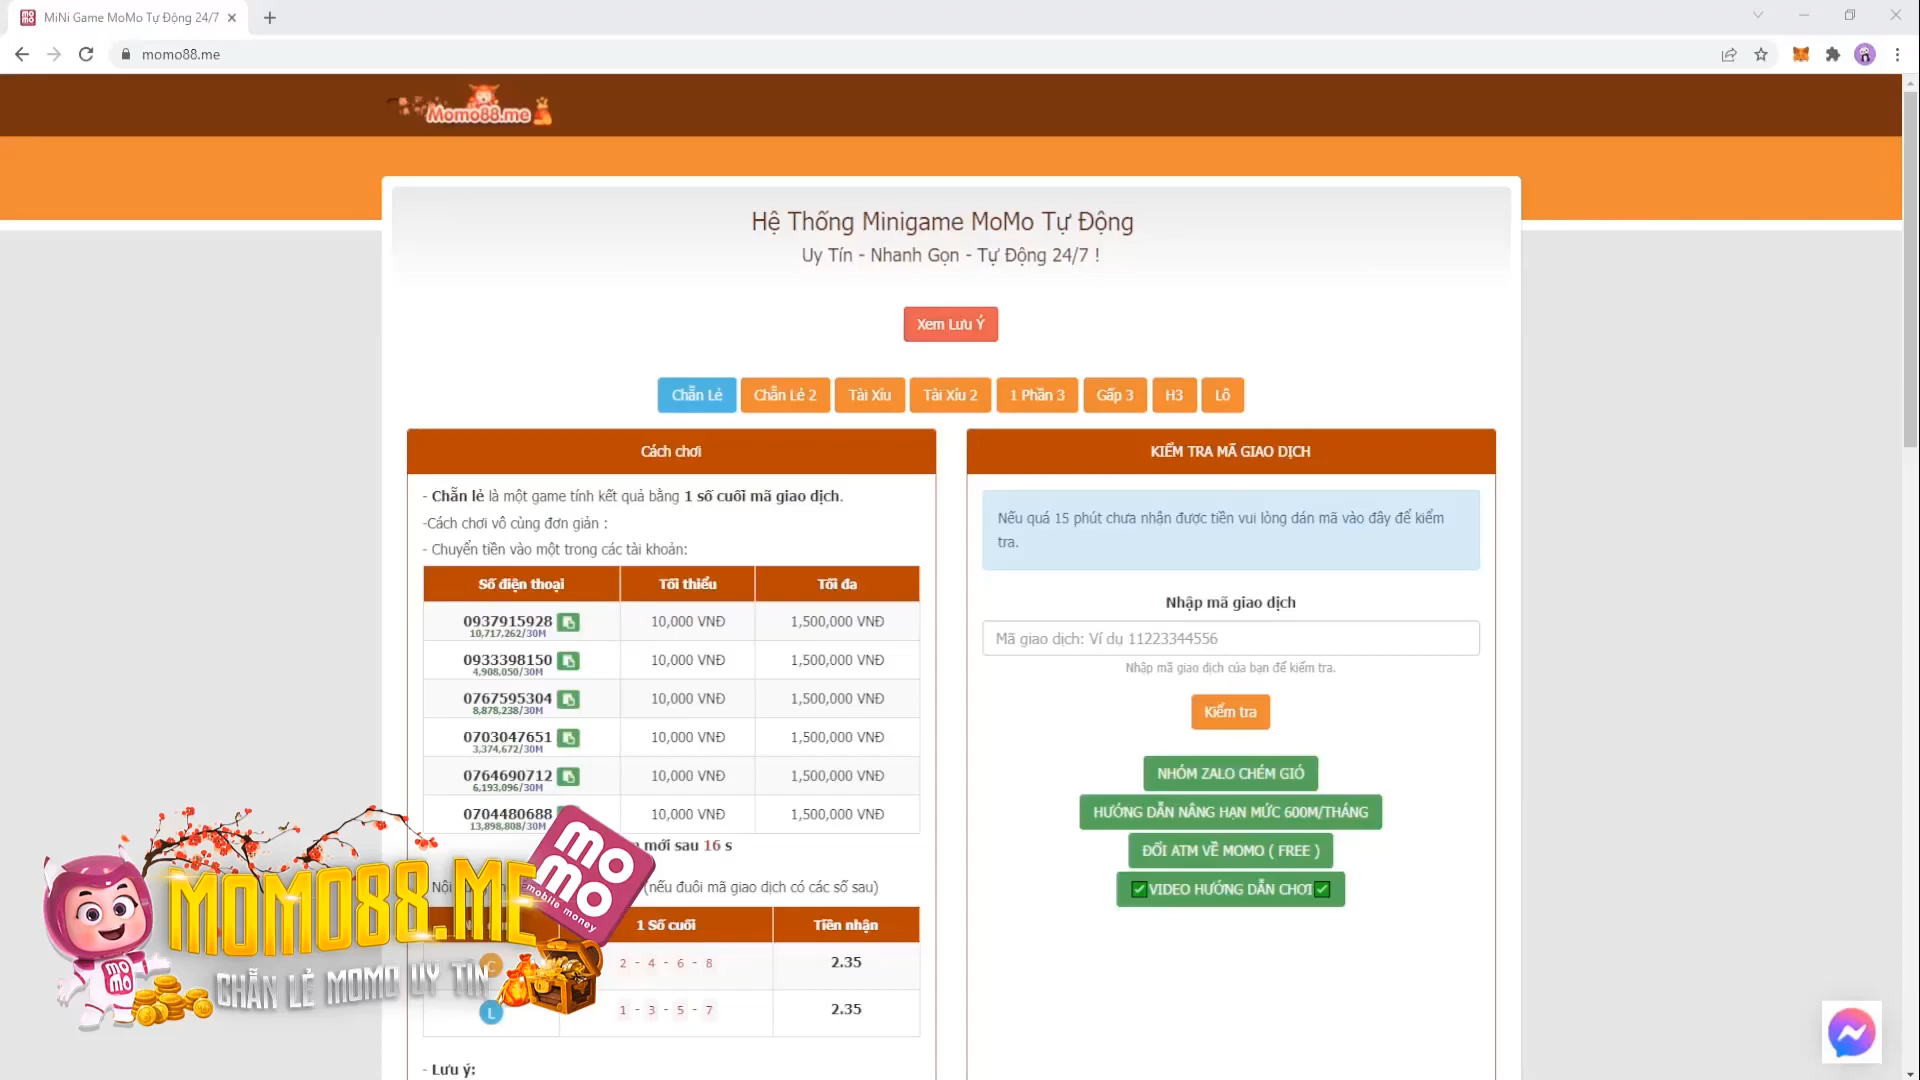 MiNi Game MoMo Tự Động 24/7
momo88.me
Momo88.me
Hệ Thống Minigame MoMo Tự Động
Uy Tín - Nhanh Gọn - Tự Động 24/7 !
Xem Lưu Ý
Chẵn Lẻ
Chẵn Lẻ 2
Tài Xỉu
Tài Xỉu 2
1 Phần 3
Gấp 3
H3
Lô
Cách chơi
- Chẵn lẻ là một game tính kết quả bằng 1 số cuối mã giao dịch.
-Cách chơi vô cùng đơn giản :
- Chuyển tiền vào một trong các tài khoản:
Số điện thoại Tối thiểu Tối đa
0937915928 10,000 VNĐ 1,500,000 VNĐ
10,717,262/30M
0933398150 10,000 VNĐ 1,500,000 VNĐ
4,908,050/30M
0767595304 10,000 VNĐ 1,500,000 VNĐ
8,878,238/30M
0703047651 10,000 VNĐ 1,500,000 VNĐ
3,374,672/30M
0764690712 10,000 VNĐ 1,500,000 VNĐ
6,193,096/30M
0704480688 10,000 VNĐ 1,500,000 VNĐ
13,898,808/30M
mới sau 16 s
(nếu đuôi mã giao dịch có các số sau)
1 Số cuối Tiền nhận
C 2 - 4 - 6 - 8 2.35
L 1 - 3 - 5 - 7 2.35
- Lưu ý:
KIỂM TRA MÃ GIAO DỊCH
Nếu quá 15 phút chưa nhận được tiền vui lòng dán mã vào đây để kiểm
tra.
Nhập mã giao dịch
Mã giao dịch: Ví dụ 11223344556
Nhập mã giao dịch của bạn để kiểm tra.
Kiểm tra
NHÓM ZALO CHÉM GIÓ
HƯỚNG DẪN NÂNG HẠN MỨC 600M/THÁNG
ĐỔI ATM VỀ MOMO ( FREE )
VIDEO HƯỚNG DẪN CHƠI
MOMO88.ME
CHẴN LẺ MOMO UY TÍN
mo
mo
mobile money
mo
mo